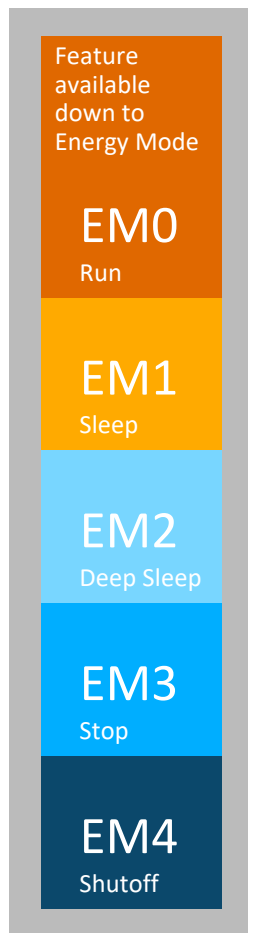 Feature
available
down to
Energy Mode
EM0
Run
EM1
Sleep
EM2
Deep Sleep
EM3
Stop
EM4
Shutoff